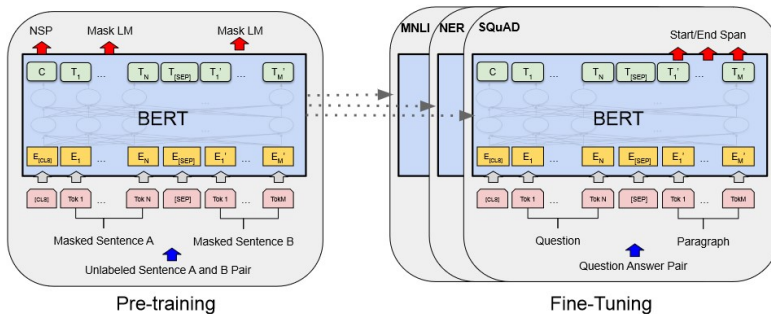 NSP Mask LM Mask LM
C T1 ... TN T[SEP] T1' ... TM'
BERT
E[CLS] E1 ... EN E[SEP] E1' ... EM'
[CLS] Tok 1 ... Tok N [SEP] Tok 1 ... TokM
Masked Sentence A Masked Sentence B
Unlabeled Sentence A and B Pair
Pre-training
MNLI NER SQuAD
Start/End Span
C T1 ... TN T[SEP] T1' ... TM'
BERT
E[CLS] E1 ... EN E[SEP] E1' ... EM'
[CLS] Tok 1 ... Tok N [SEP] Tok 1 ... TokM
Question Paragraph
Question Answer Pair
Fine-Tuning